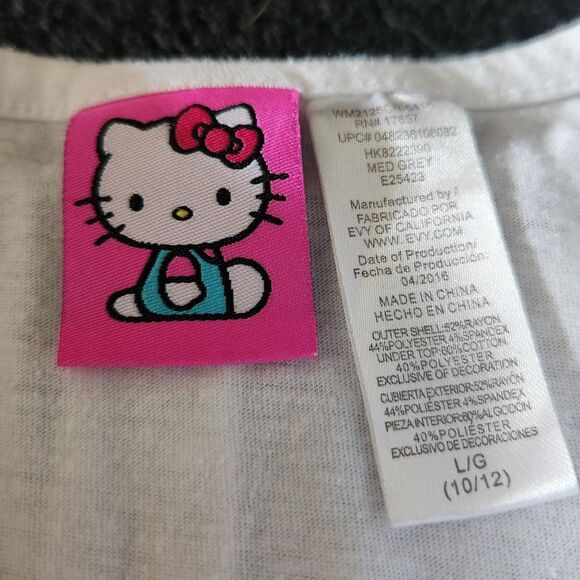 RN# 17657
HK8222390
MED GREY
E25423
Manufactured by /
FABRICADO POR
EVY OF CALIFORNIA
WWW. EVY.COM
Date of Production/
Fecha de Producción:
04/2016
MADE IN CHINA
HECHO EN CHINA
OUTER SHELL:52%RAYON
44%POLYESTER 4%SPANDEX
UNDER TOP:60%COTTON
40%POLYESTER
EXCLUSIVE OF DECORATION
CUBIERTA EXTERIOR:52%RAYON
44%POLIÉSTER 4%SPANDEX
PIEZA INTERIOR:60%ALGODÓN
40%POLIÉSTER
EXCLUSIVO DE DECORACIONES
L/G
(10/12)